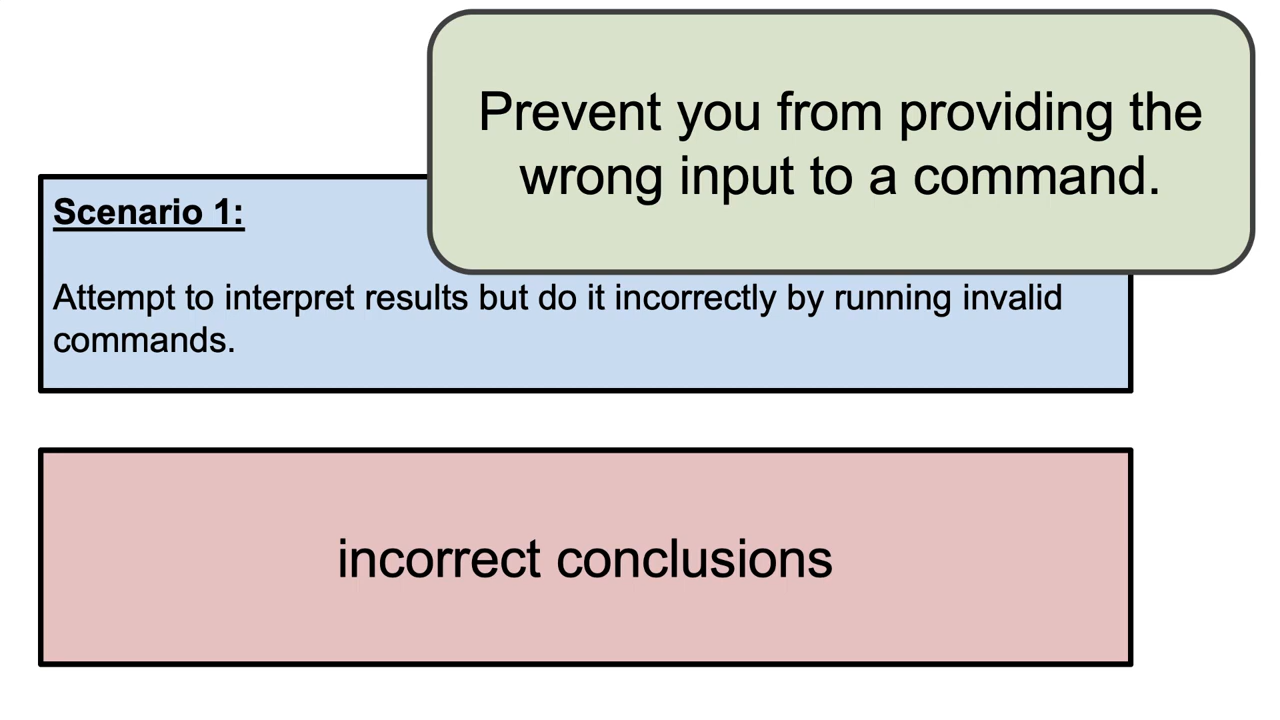 Prevent you from providing the
wrong input to a command.
Scenario 1:
Attempt to interpret results but do it incorrectly by running invalid
commands.
incorrect conclusions